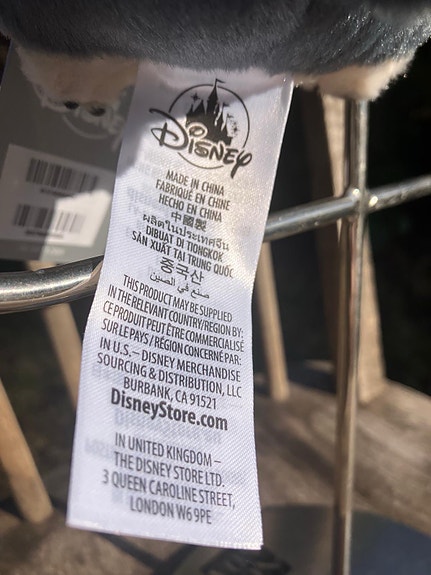 Disney
MADE IN CHINA
FABRIQUÉ EN CHINE
HECHO EN CHINA
中國製
ผลิตในประเทศจีน
DIBUAT DI TIONGKOK
SẢN XUẤT TẠI TRUNG QUỐC
중국산
صنع في الصين
THIS PRODUCT MAY BE SUPPLIED
IN THE RELEVANT COUNTRY/REGION BY:
CE PRODUIT PEUT ÊTRE COMMERCIALISÉ
SUR LE PAYS / RÉGION CONCERNÉ PAR:
IN U.S.– DISNEY MERCHANDISE
SOURCING & DISTRIBUTION, LLC
BURBANK, CA 91521
DisneyStore.com
IN UNITED KINGDOM –
THE DISNEY STORE LTD.
3 QUEEN CAROLINE STREET,
LONDON W6 9PE